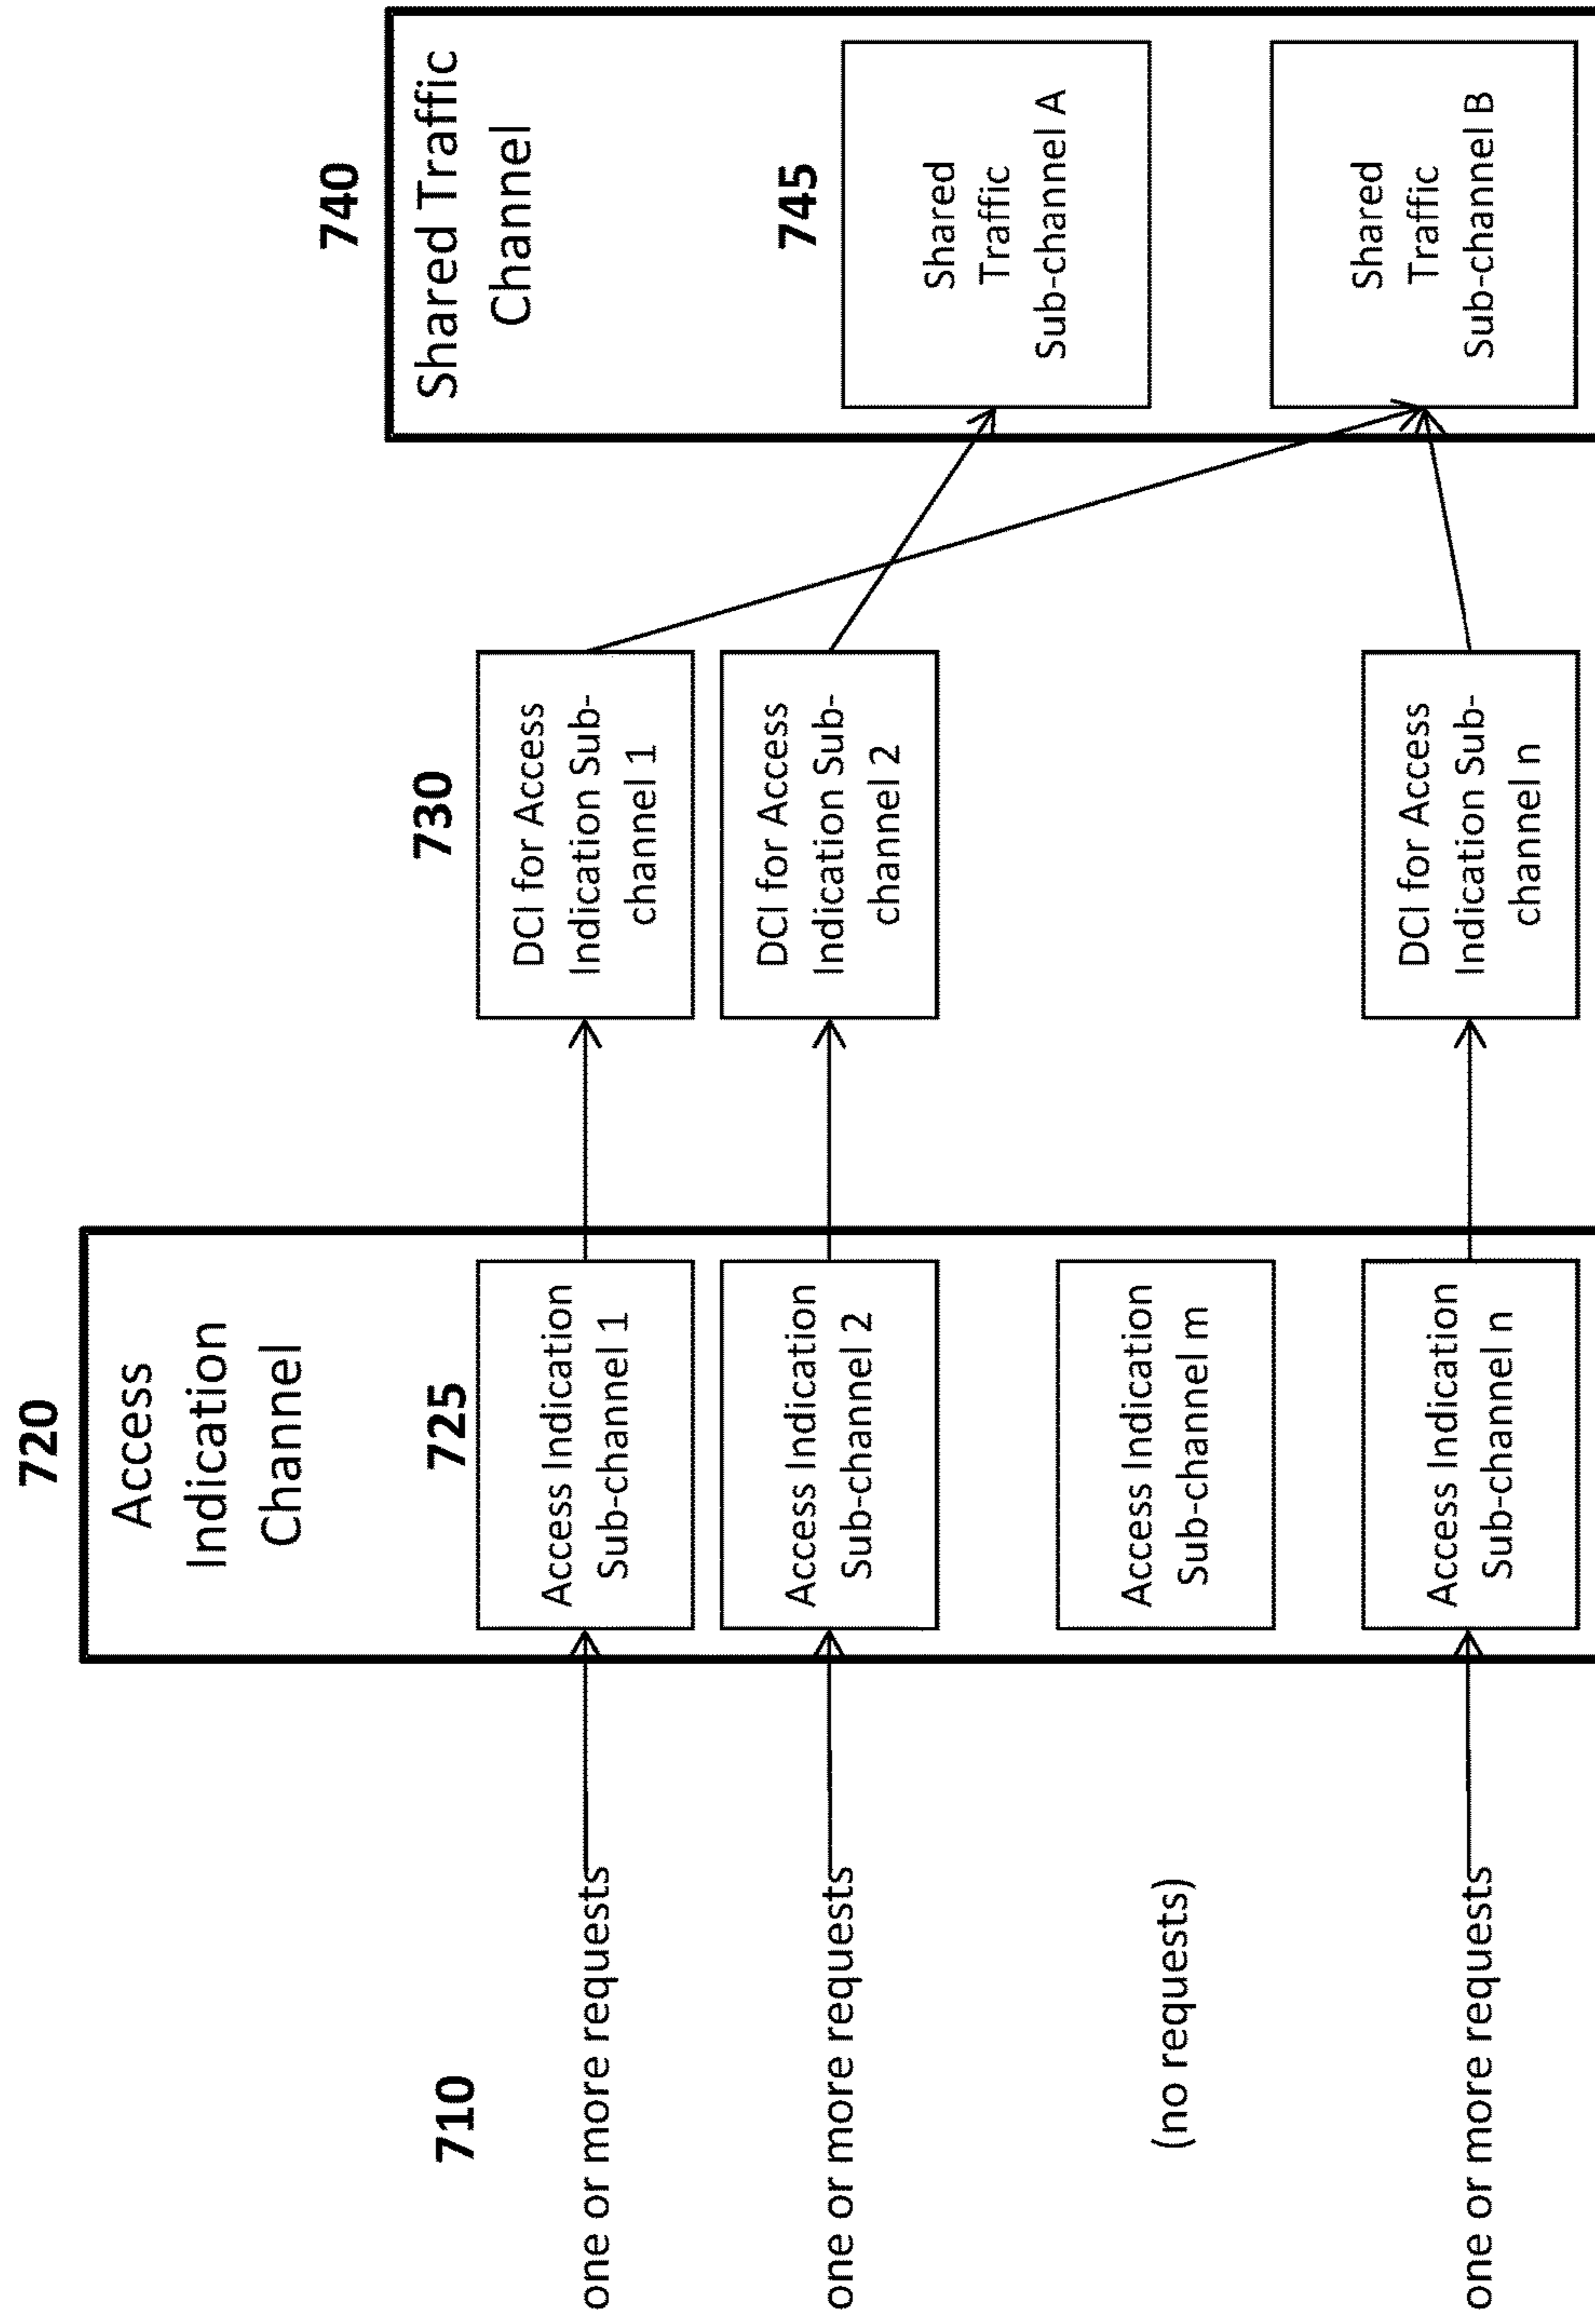 720
Access
Indication
Channel
740
Shared Traffic
Channel
710
725
730
745
one or more requests
Access Indication
Sub-channel 1
DCI for Access
Indication Sub-
channel 1
one or more requests
Access Indication
Sub-channel 2
DCI for Access
Indication Sub-
channel 2
Shared
Traffic
Sub-channel A
(no requests)
Access Indication
Sub-channel m
one or more requests
Access Indication
Sub-channel n
DCI for Access
Indication Sub-
channel n
Shared
Traffic
Sub-channel B